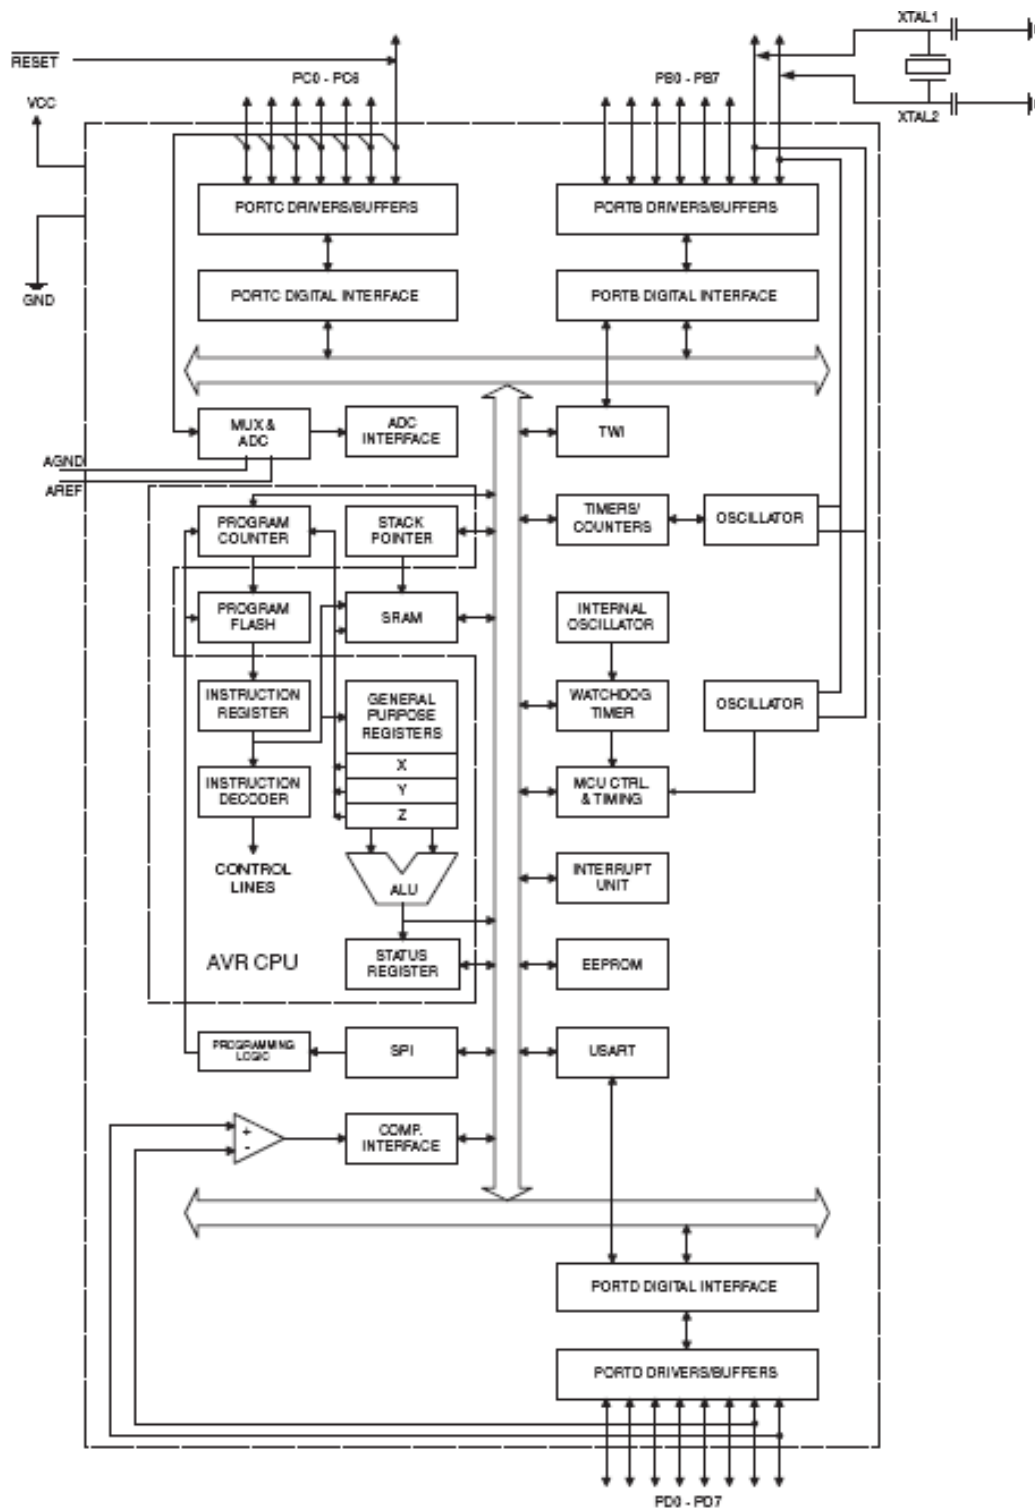 XTAL1
RESET
PC0 - PC6
PB0 - PB7
VCC
XTAL2
PORTC DRIVERS/BUFFERS
PORTB DRIVERS/BUFFERS
GND
PORTC DIGITAL INTERFACE
PORTB DIGITAL INTERFACE
MUX &
ADC
ADC
INTERFACE
TWI
AGND
AREF
PROGRAM
COUNTER
STACK
POINTER
TIMERS/
COUNTERS
OSCILLATOR
PROGRAM
FLASH
SRAM
INTERNAL
OSCILLATOR
INSTRUCTION
REGISTER
GENERAL
PURPOSE
REGISTERS
WATCHDOG
TIMER
OSCILLATOR
X
INSTRUCTION
DECODER
Y
MCU CTRL.
& TIMING
Z
CONTROL
LINES
ALU
INTERRUPT
UNIT
AVR CPU
STATUS
REGISTER
EEPROM
PROGRAMMING
LOGIC
SPI
USART
+
-
COMP.
INTERFACE
PORTD DIGITAL INTERFACE
PORTD DRIVERS/BUFFERS
PD0 - PD7